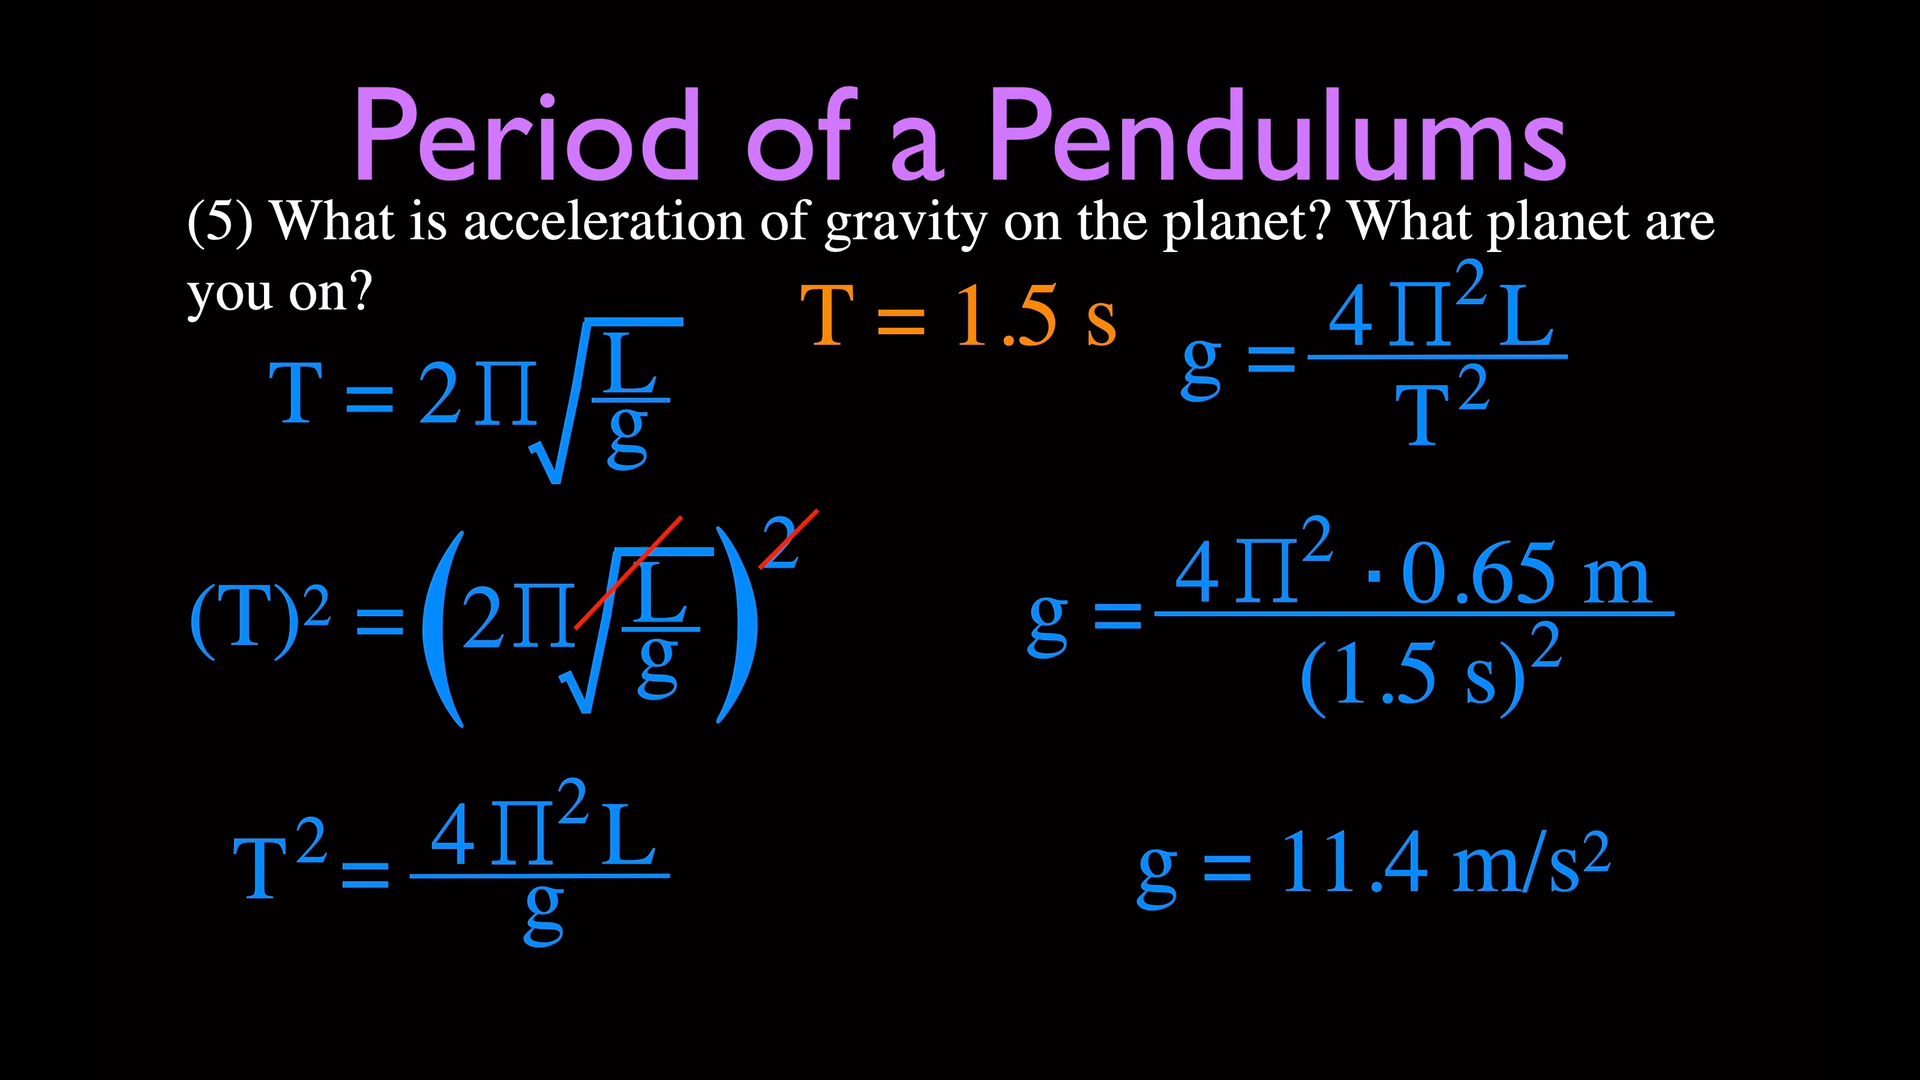 Period of a Pendulums
(5) What is acceleration of gravity on the planet? What planet are
you on?
T = 1.5 s
T = 2Π√(L/g)
(T)² = (2Π√(L/g))²
T² = 4Π²L/g
g = 4Π²L/T²
g = 4Π² · 0.65 m/(1.5 s)²
g = 11.4 m/s²